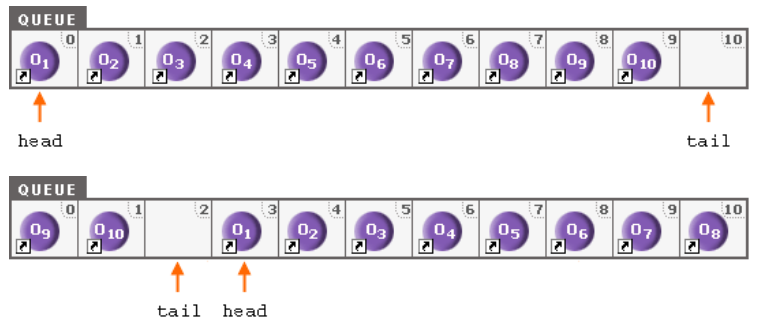 QUEUE
0 1 2 3 4 5 6 7 8 9 10
O1 O2 O3 O4 O5 O6 O7 O8 O9 O10
head tail
QUEUE
0 1 2 3 4 5 6 7 8 9 10
O9 O10 O1 O2 O3 O4 O5 O6 O7 O8
tail head